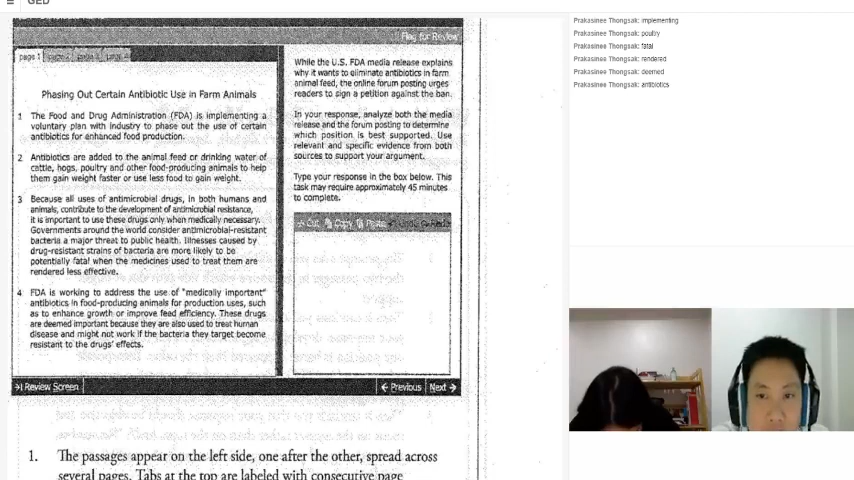 GED
Flag for Review
page 1
Phasing Out Certain Antibiotic Use in Farm Animals
1 The Food and Drug Administration (FDA) is implementing a
voluntary plan with industry to phase out the use of certain
antibiotics for enhanced food production.
2 Antibiotics are added to the animal feed or drinking water of
cattle, hogs, poultry and other food-producing animals to help
them gain weight faster or use less food to gain weight.
3 Because all uses of antimicrobial drugs, in both humans and
animals, contribute to the development of antimicrobial resistance,
it is important to use these drugs only when medically necessary.
Governments around the world consider antimicrobial-resistant
bacteria a major threat to public health. Illnesses caused by
drug-resistant strains of bacteria are more likely to be
potentially fatal when the medicines used to treat them are
rendered less effective.
4 FDA is working to address the use of "medically important"
antibiotics in food-producing animals for production uses, such
as to enhance growth or improve feed efficiency. These drugs
are deemed important because they are also used to treat human
disease and might not work if the bacteria they target become
resistant to the drugs' effects.
While the U.S. FDA media release explains
why it wants to eliminate antibiotics in farm
animal feed, the online forum posting urges
readers to sign a petition against the ban.
In your response, analyze both the media
release and the forum posting to determine
which position is best supported. Use
relevant and specific evidence from both
sources to support your argument.
Type your response in the box below. This
task may require approximately 45 minutes
to complete.
Cut Copy Paste
Review Screen
Previous Next
1. The passages appear on the left side, one after the other, spread across
several pages. Tabs at the top are labeled with consecutive page
Prakasinee Thongsak: implementing
Prakasinee Thongsak: poultry
Prakasinee Thongsak: fatal
Prakasinee Thongsak: rendered
Prakasinee Thongsak: deemed
Prakasinee Thongsak: antibiotics